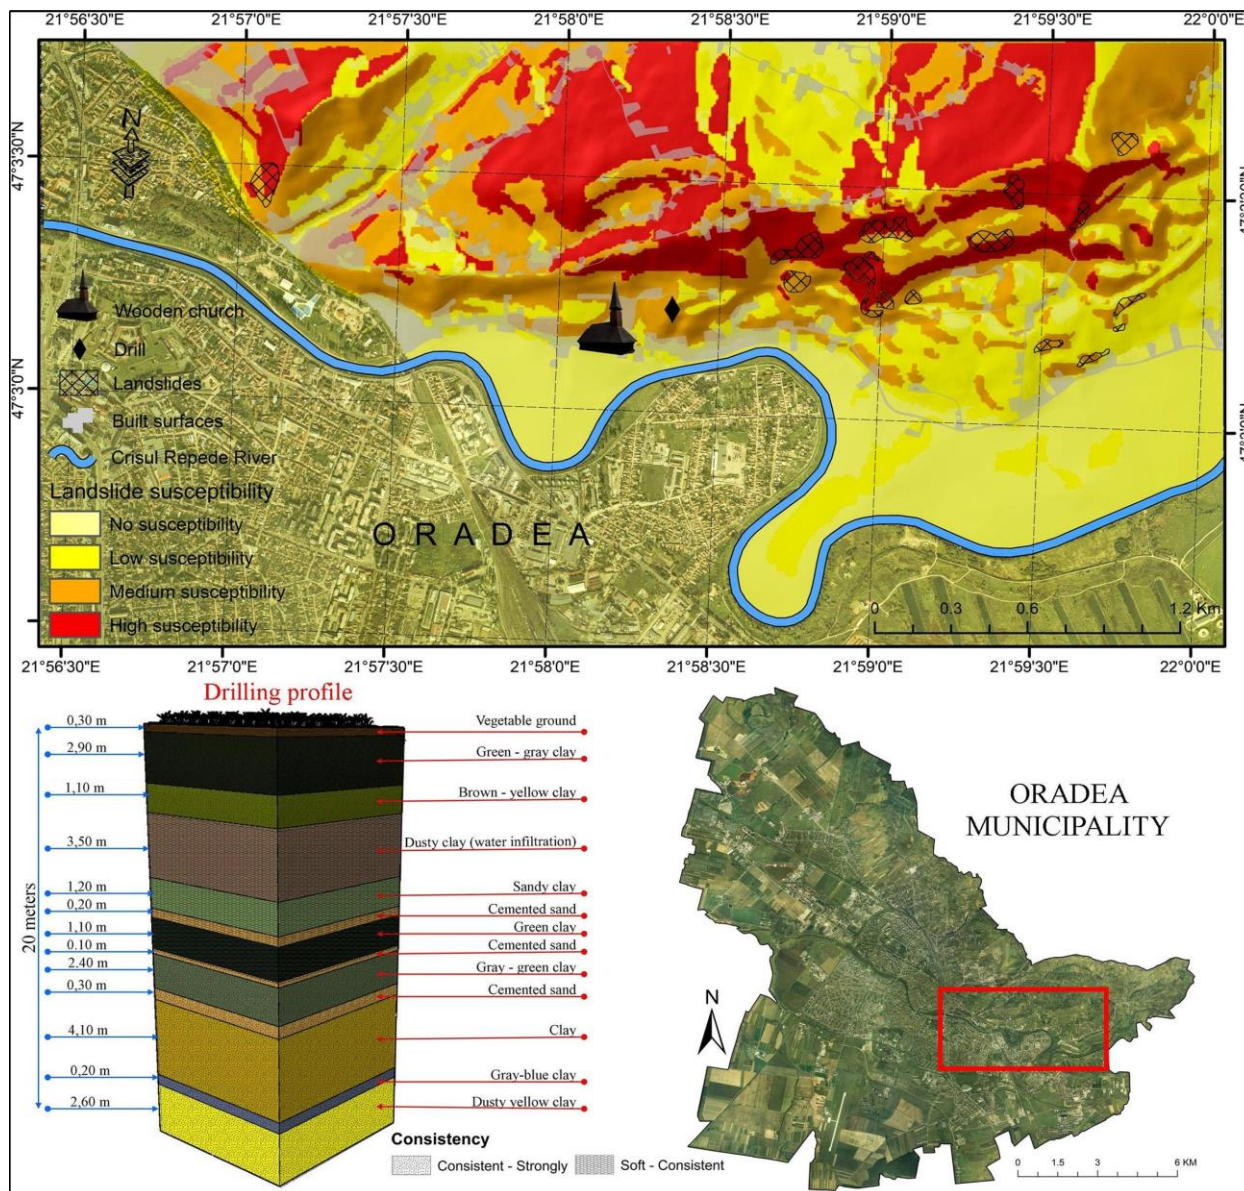 21°56'3"E 21°57'0"E 21°57'5"E 21°58'0"E 21°58'5"E 21°59'0"E 21°59'5"E 22°0'0"E
N
47°3'30"N
47°3'0"N
Wooden church
Drill
Landslides
Built surfaces
Crisul Repede River
Landslide susceptibility
No susceptibility
Low susceptibility
Medium susceptibility
High susceptibility
ORADEA
0 0.3 0.6 1.2 Km
21°56'30"E 21°57'0"E 21°57'30"E 21°58'0"E 21°58'30"E 21°59'0"E 21°59'30"E 22°0'0"E
Drilling profile
20 meters
0,30 m Vegetable ground
2,90 m Green - gray clay
1,10 m Brown - yellow clay
3,50 m Dusty clay (water infiltration)
1,20 m Sandy clay
0,20 m Cemented sand
1,10 m Green clay
0.10 m Cemented sand
2.40 m Gray - green clay
0,30 m Cemented sand
4,10 m Clay
0,20 m Gray-blue clay
2,60 m Dusty yellow clay
Consistency
Consistent - Strongly Soft - Consistent
ORADEA
MUNICIPALITY
N
0 1.5 3 6 KM